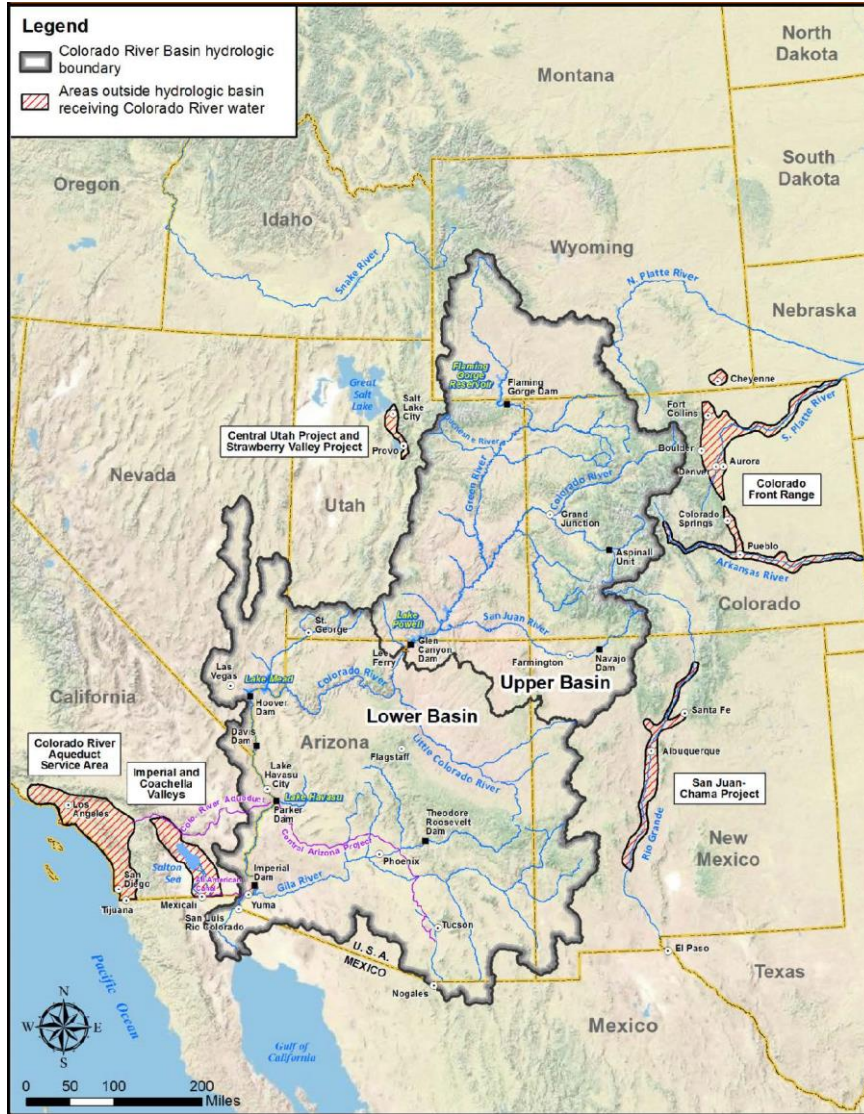 Legend
Colorado River Basin hydrologic
boundary
Areas outside hydrologic basin
receiving Colorado River water
North
Dakota
Montana
South
Dakota
Oregon
Idaho
Wyoming
Snake River
N. Platte River
Nebraska
Flaming
Gorge
Reservoir
Flaming
Gorge Dam
Cheyenne
Great
Salt
Lake
Salt
Lake
City
Fort
Collins
S. Platte River
Central Utah Project and
Strawberry Valley Project
Provo
Boulder
Denver
Aurora
Nevada
Utah
Green River
Colorado River
Grand
Junction
Colorado
Front Range
Colorado
Springs
Aspinall
Unit
Pueblo
Arkansas River
Colorado
St.
George
Lake
Powell
San Juan River
Glen
Canyon
Dam
Lee
Ferry
Farmington
Navajo
Dam
Las
Vegas
Lake Mead
Colorado River
Upper Basin
California
Hoover
Dam
Lower Basin
Santa Fe
Davis
Dam
Arizona
Colorado River
Aqueduct
Service Area
Imperial and
Coachella
Valleys
Lake
Havasu
City
Flagstaff
Little Colorado River
Albuquerque
San Juan-
Chama Project
Los
Angeles
Colo. River Aqueduct
Lake Havasu
Parker
Dam
Central Arizona Project
Theodore
Roosevelt
Dam
Rio Grande
New
Mexico
Phoenix
Salton
Sea
Imperial
Dam
Gila River
San
Diego
All American
Canal
Tijuana
Mexicali
Yuma
San Luis
Rio Colorado
Tucson
U. S. A.
MEXICO
El Paso
Pacific Ocean
Nogales
Texas
Gulf of
California
Mexico
N
W
E
S
0 50 100 200
Miles